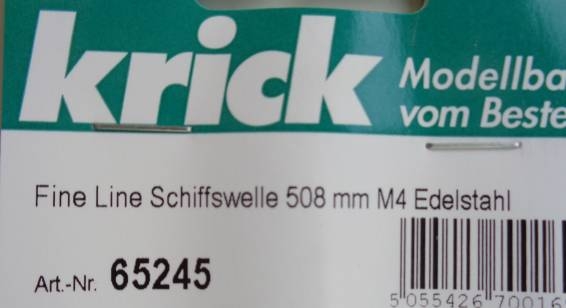 krick
Modellba
vom Beste
Fine Line Schiffswelle 508 mm M4 Edelstahl
Art.-Nr. 65245
5 055426 70016